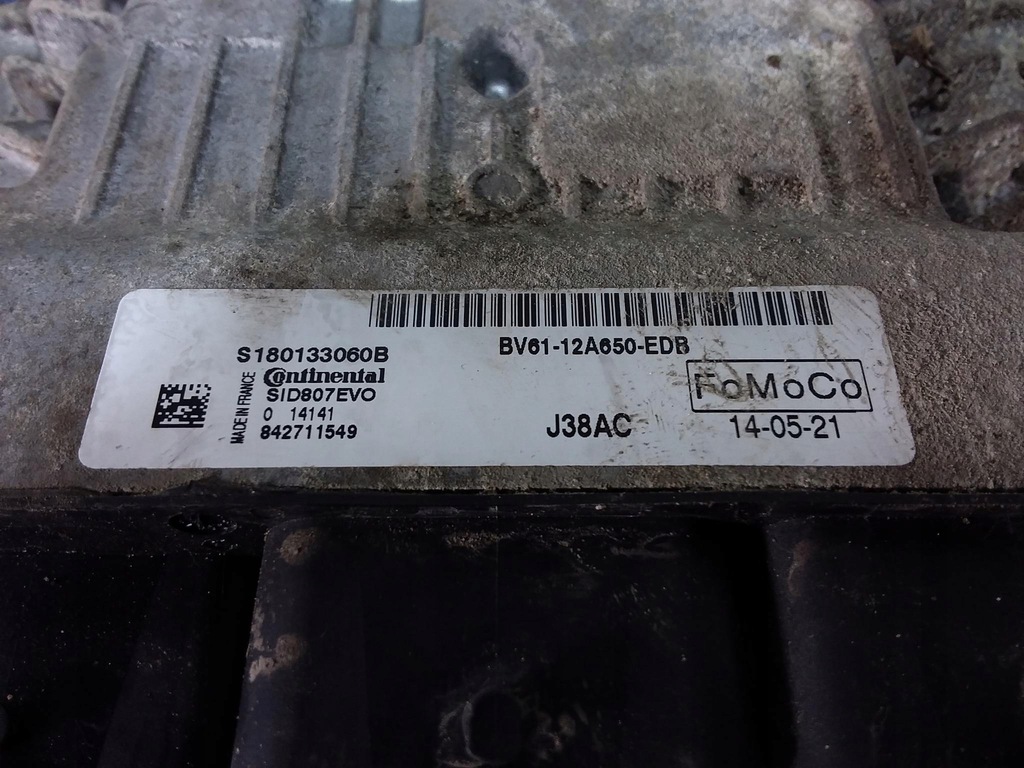 BV61-12A650-EDB
S180133060B
Continental
SID807EVO
0 14141
842711549
MADE IN FRANCE
J38AC
FoMoCo
14-05-21